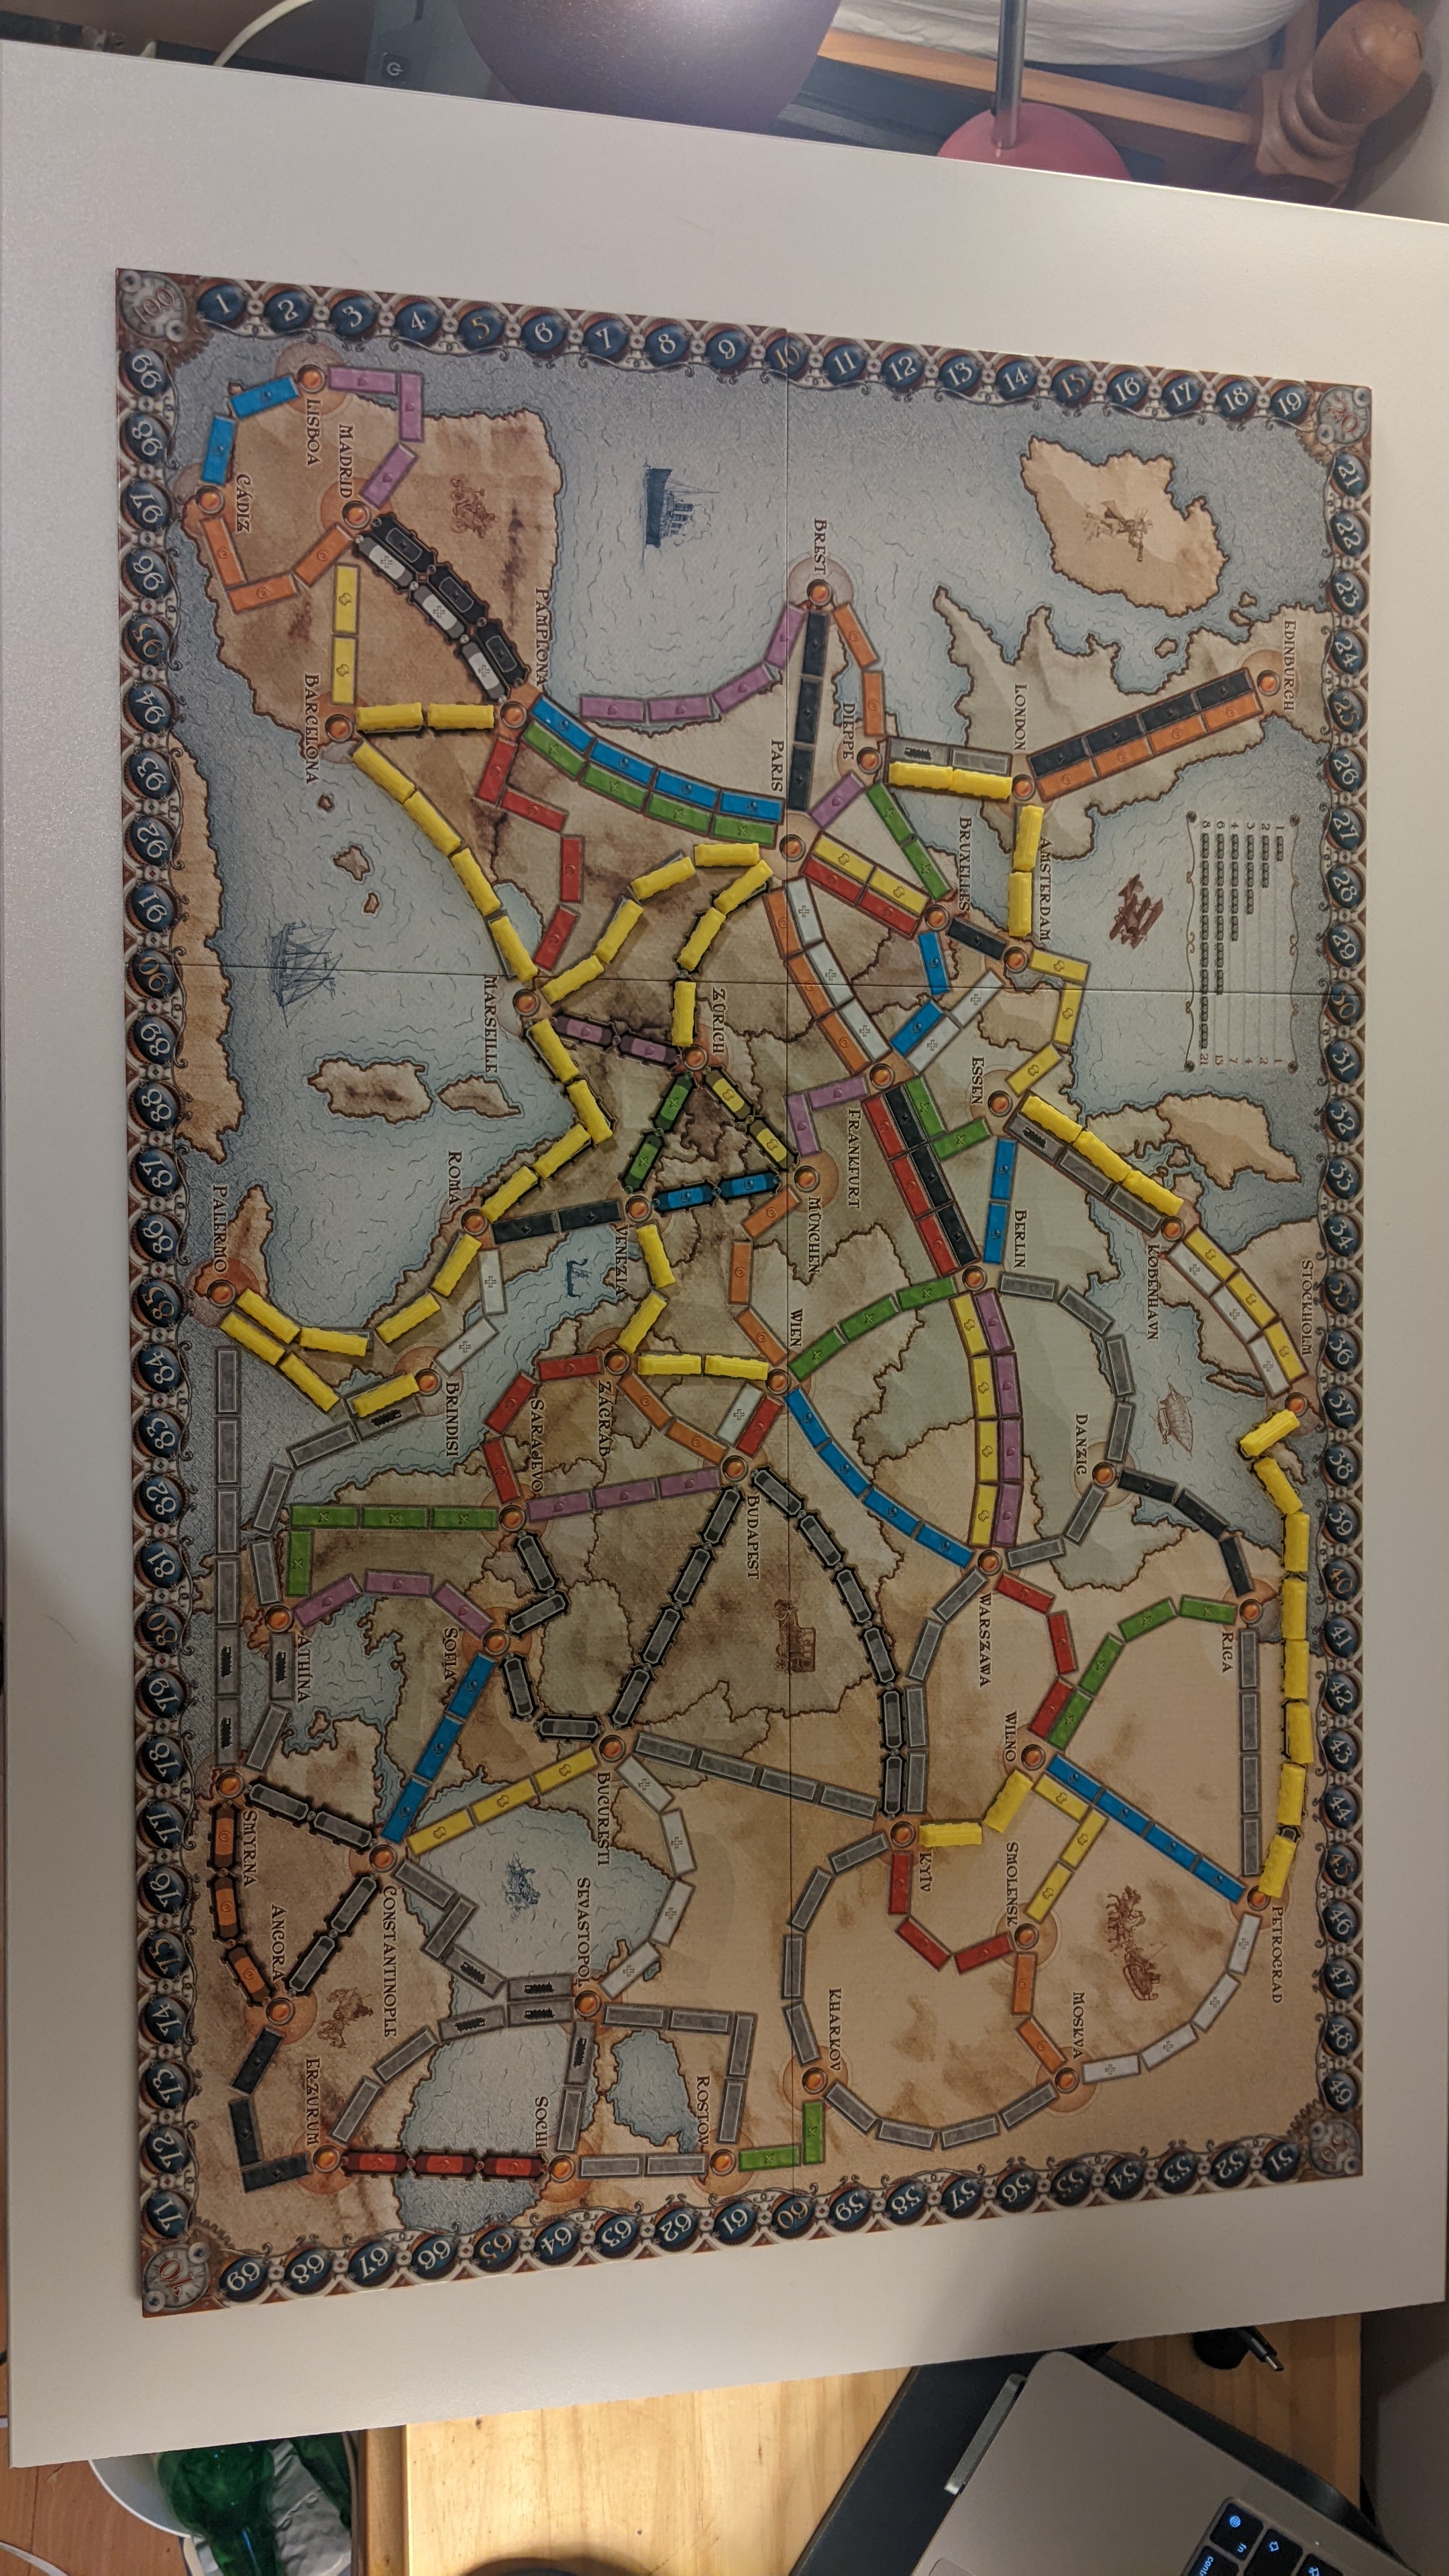 EDINBURGH
LONDON
AMSTERDAM
ESSEN
KØBENHAVN
STOCKHOLM
BREST
DIEPPE
BRUXELLES
PARIS
FRANKFURT
BERLIN
DANZIG
RIGA
PETROGRAD
WILNO
WARSZAWA
SMOLENSK
MOSKVA
KYIV
KHARKOV
MÜNCHEN
ZÜRICH
WIEN
BUDAPEST
PAMPLONA
MARSEILLE
VENEZIA
ZAGRAB
SARAJEVO
BUCURESTI
SEVASTOPOL
ROSTOV
SOCHI
LISBOA
MADRID
CÁDIZ
BARCELONA
ROMA
PALERMO
BRINDISI
SOFIA
ATHÍNA
SMYRNA
CONSTANTINOPLE
ANGORA
ERZURUM
100 1 2 3 4 5 6 7 8 9 10 11 12 13 14 15 16 17 18 19 20
21 22 23 24 25 26 27 28 29 30 31 32 33 34 35 36 37 38 39 40 41 42 43 44 45 46 47 48 49
51 52 53 54 55 56 57 58 59 60 61 62 63 64 65 66 67 68 69 70
71 72 73 74 75 76 77 78 79 80 81 82 83 84 85 86 87 88 89 90 91 92 93 94 95 96 97 98 99
1 1
2 2
3 4
4 7
6 15
8 21
fn